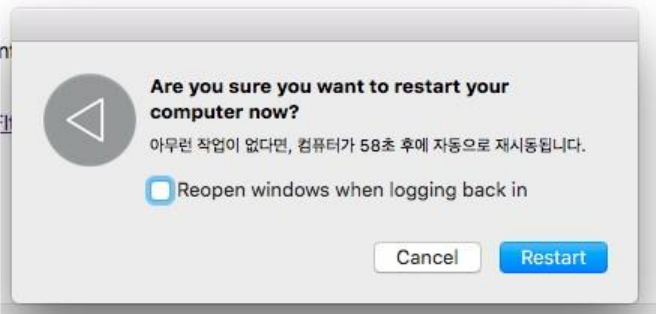 Are you sure you want to restart your
computer now?
아무런 작업이 없다면, 컴퓨터가 58초 후에 자동으로 재시동됩니다.
Reopen windows when logging back in
Cancel
Restart